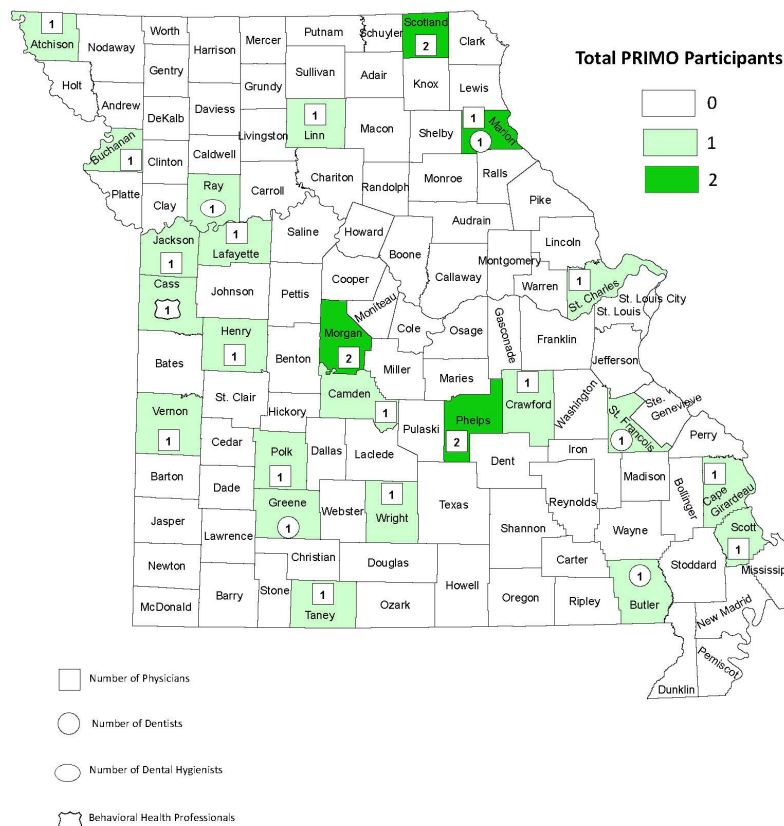 Total PRIMO Participants
0
1
2
1
Atchison
Nodaway
Worth
Harrison
Mercer
Putnam
Schuyler
Scotland
2
Clark
Holt
Gentry
Sullivan
Adair
Knox
Lewis
Andrew
DeKalb
Daviess
Grundy
1
Linn
Macon
Shelby
1
Marion
1
Livingston
Buchanan
1
Clinton
Caldwell
Chariton
Randolph
Monroe
Ralls
Platte
Clay
Ray
1
Carroll
Pike
Audrain
Jackson
1
1
Lafayette
Saline
Howard
Boone
Callaway
Montgomery
Lincoln
Warren
1
St. Charles
St. Louis City
St. Louis
Cass
1
Johnson
Pettis
Cooper
Moniteau
Cole
Osage
Gasconade
Franklin
Jefferson
Henry
1
Benton
Morgan
2
Miller
Maries
Bates
St. Clair
Hickory
Camden
1
Pulaski
Phelps
2
1
Crawford
Washington
St. Francois
1
Ste.
Genevieve
Perry
Vernon
1
Cedar
Polk
1
Dallas
Laclede
Dent
Iron
Madison
Bollinger
1
Cape
Girardeau
Barton
Dade
Greene
1
Webster
1
Wright
Texas
Reynolds
Wayne
Scott
1
Jasper
Lawrence
Christian
Douglas
Shannon
Carter
Stoddard
Mississip
Newton
McDonald
Barry
Stone
1
Taney
Ozark
Howell
Oregon
Ripley
1
Butler
New Madrid
Pemiscot
Dunklin
Number of Physicians
Number of Dentists
Number of Dental Hygienists
Behavioral Health Professionals